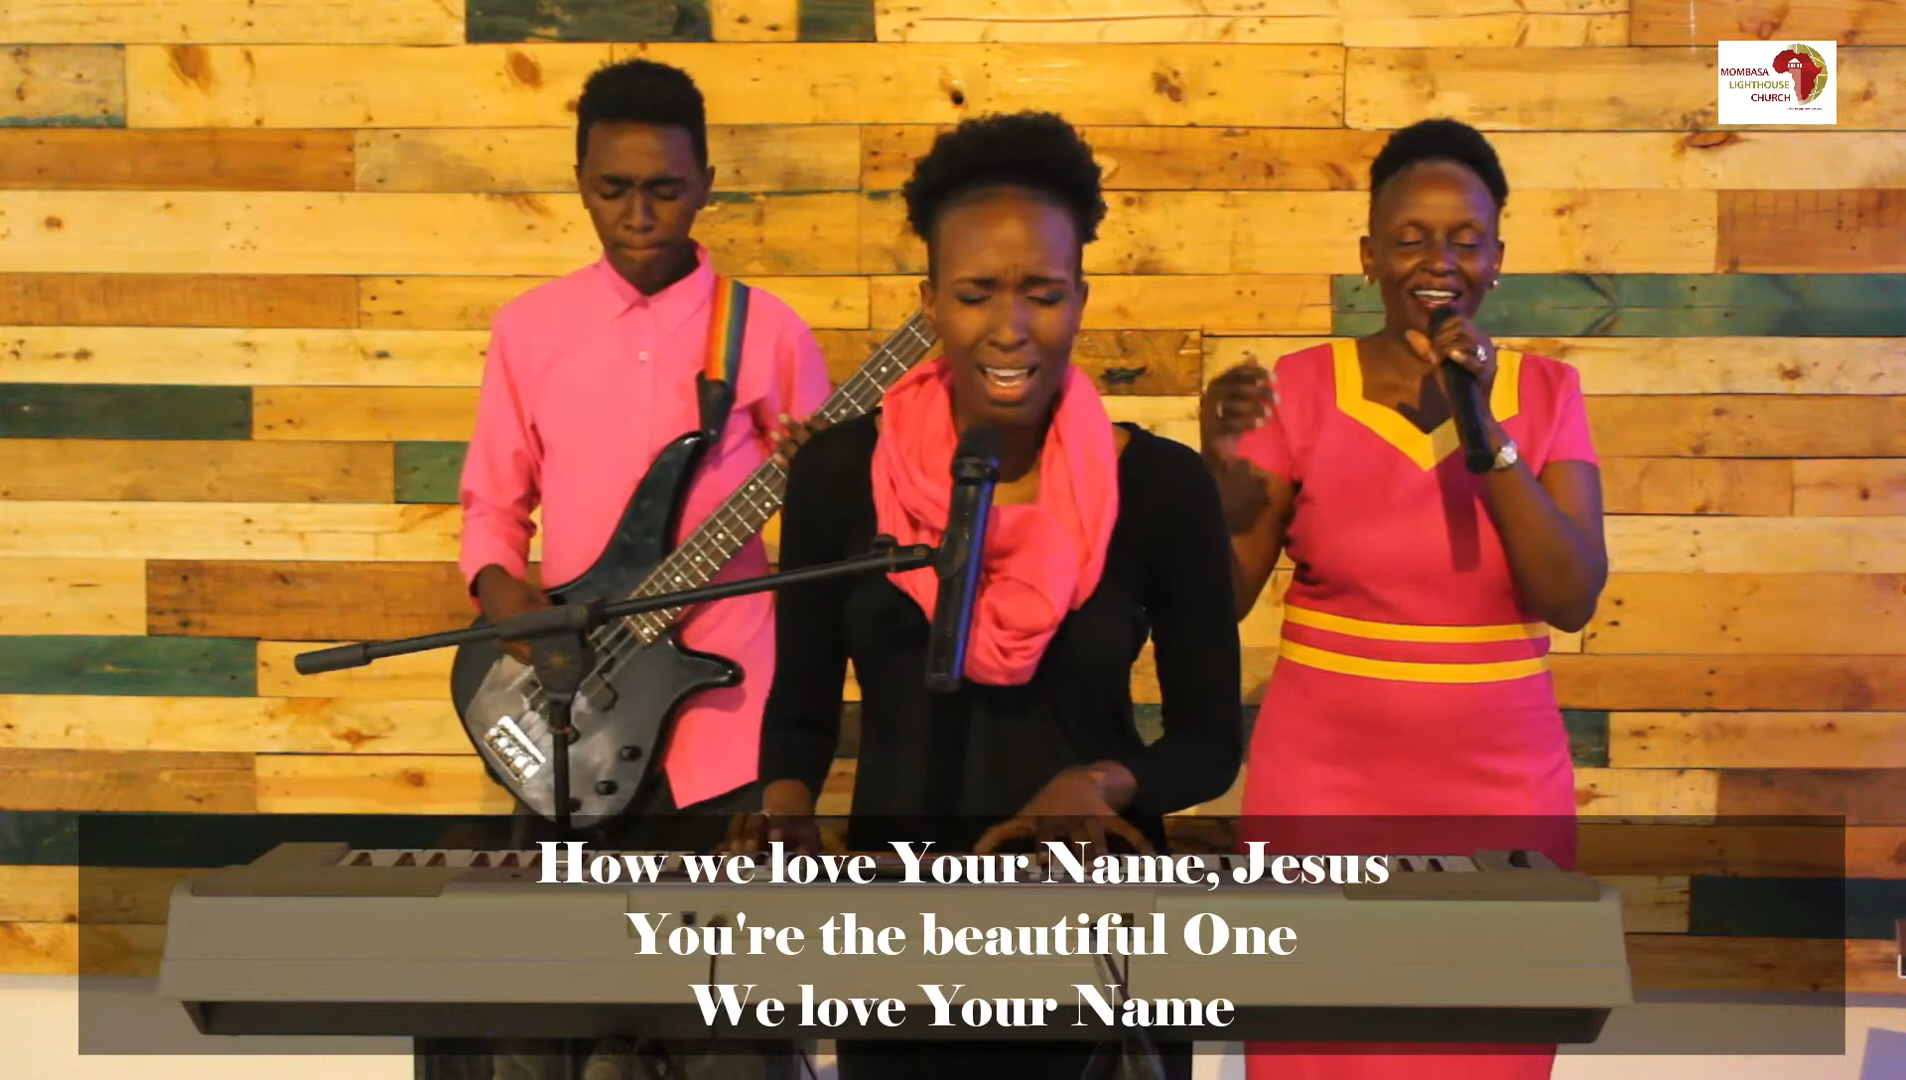 MOMBASA
LIGHTHOUSE
CHURCH
How we love Your Name, Jesus
You're the beautiful One
We love Your Name